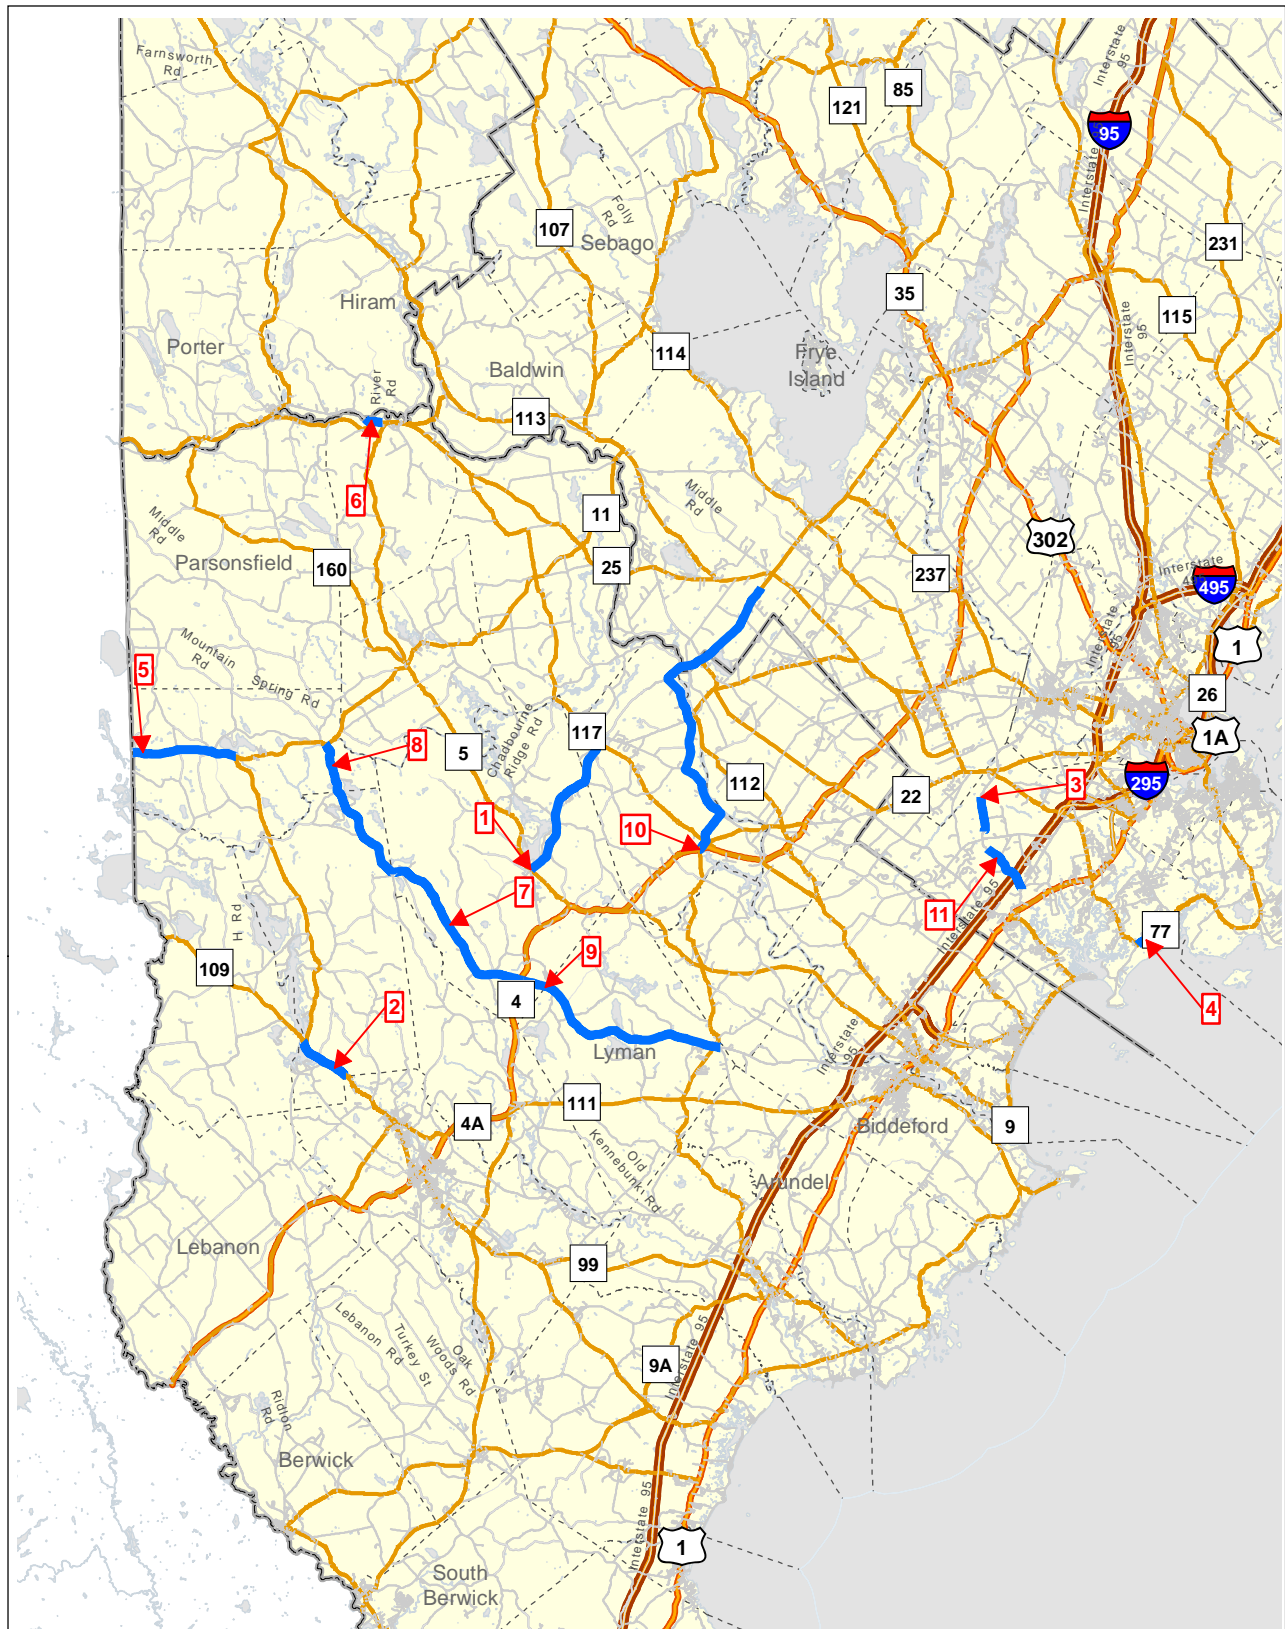 Farnsworth
Rd
Interstate
95
121
85
95
Interstate 95
107
Folly
Rd
Sebago
231
Hiram
35
115
Porter
Interstate
95
114
Frye
Island
Baldwin
River
Rd
113
6
Middle
Rd
11
Middle
Rd
302
Parsonsfield
160
25
237
Interstate
495
495
Interstate
95
1
Mountain
Rd
5
Spring Rd
26
1A
Chadbourne
Ridge Rd
117
8
5
112
22
3
295
1
10
7
11
H Rd
Interstate 95
77
109
9
4
4
2
Lyman
Interstate
95
111
4A
Biddeford
9
Old
Kennebunk Rd
Arundel
Lebanon
99
Lebanon Rd
Turkey
St
Oak
Woods Rd
9A
Interstate 95
Ridlon
Rd
Berwick
Interstate 95
1
South
Berwick